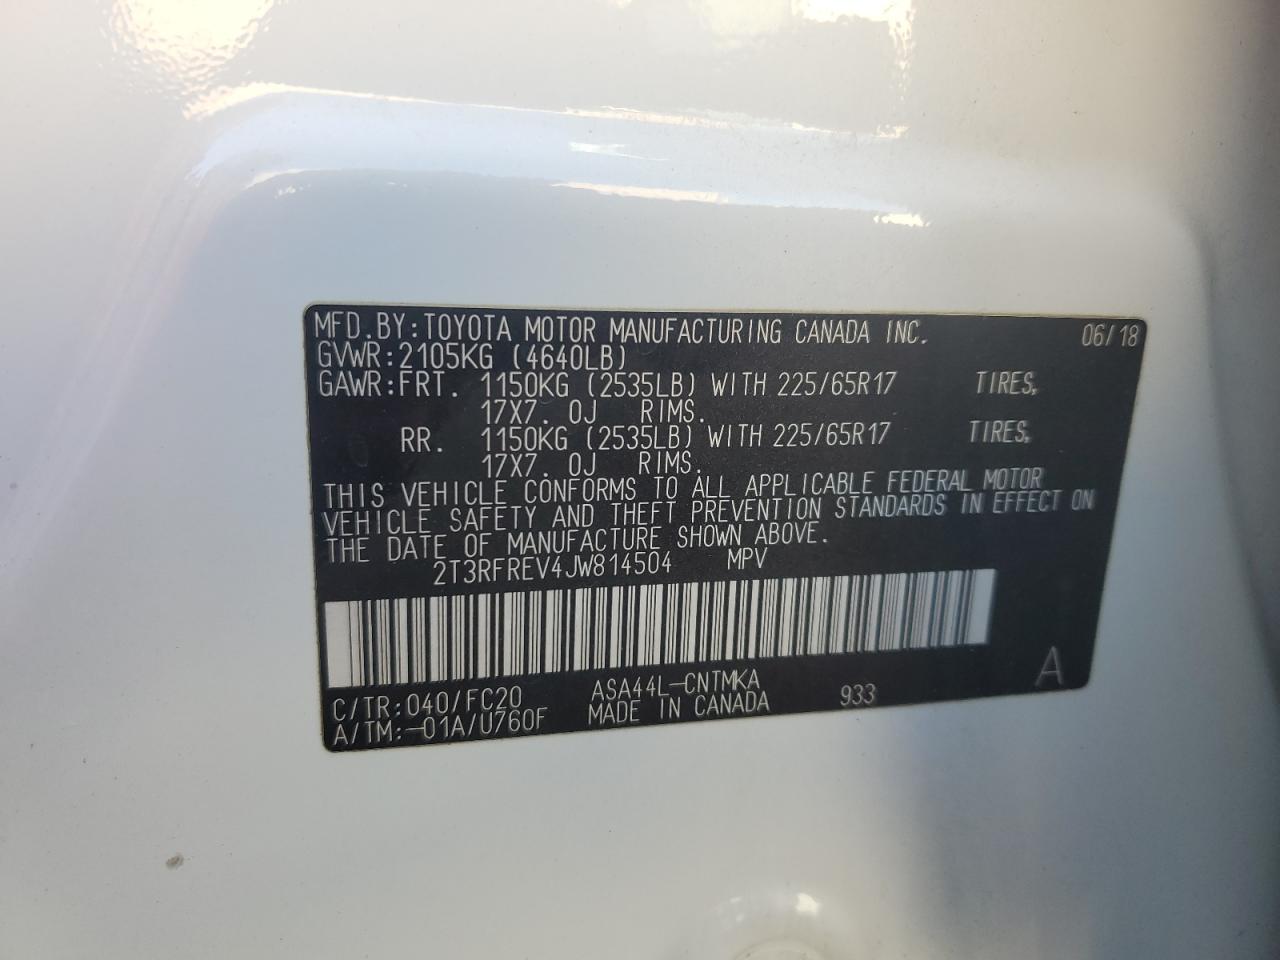 MFD.BY:TOYOTA MOTOR MANUFACTURING CANADA INC. 06/18
GVWR:2105KG (4640LB)
GAWR:FRT. 1150KG (2535LB) WITH 225/65R17 TIRES,
17X7. 0J RIMS.
RR. 1150KG (2535LB) WITH 225/65R17 TIRES,
17X7. 0J RIMS.
THIS VEHICLE CONFORMS TO ALL APPLICABLE FEDERAL MOTOR
VEHICLE SAFETY AND THEFT PREVENTION STANDARDS IN EFFECT ON
THE DATE OF MANUFACTURE SHOWN ABOVE.
2T3RFREV4JW814504 MPV
C/TR:040/FC20 ASA44L-CNTMKA 933 A
A/TM:-01A/U760F MADE IN CANADA